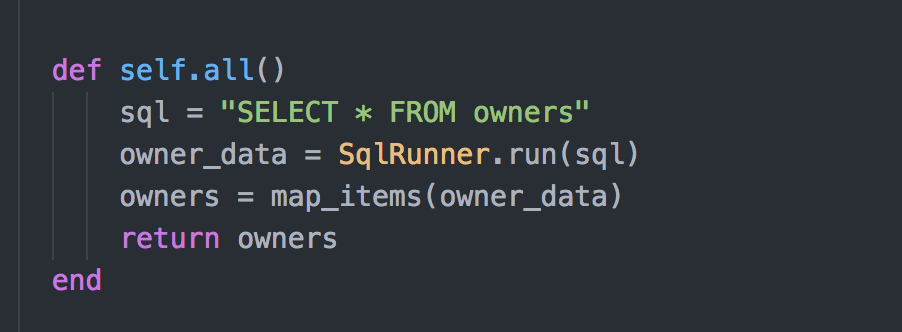 def self.all()
sql = "SELECT * FROM owners"
owner_data = SqlRunner.run(sql)
owners = map_items(owner_data)
return owners
end